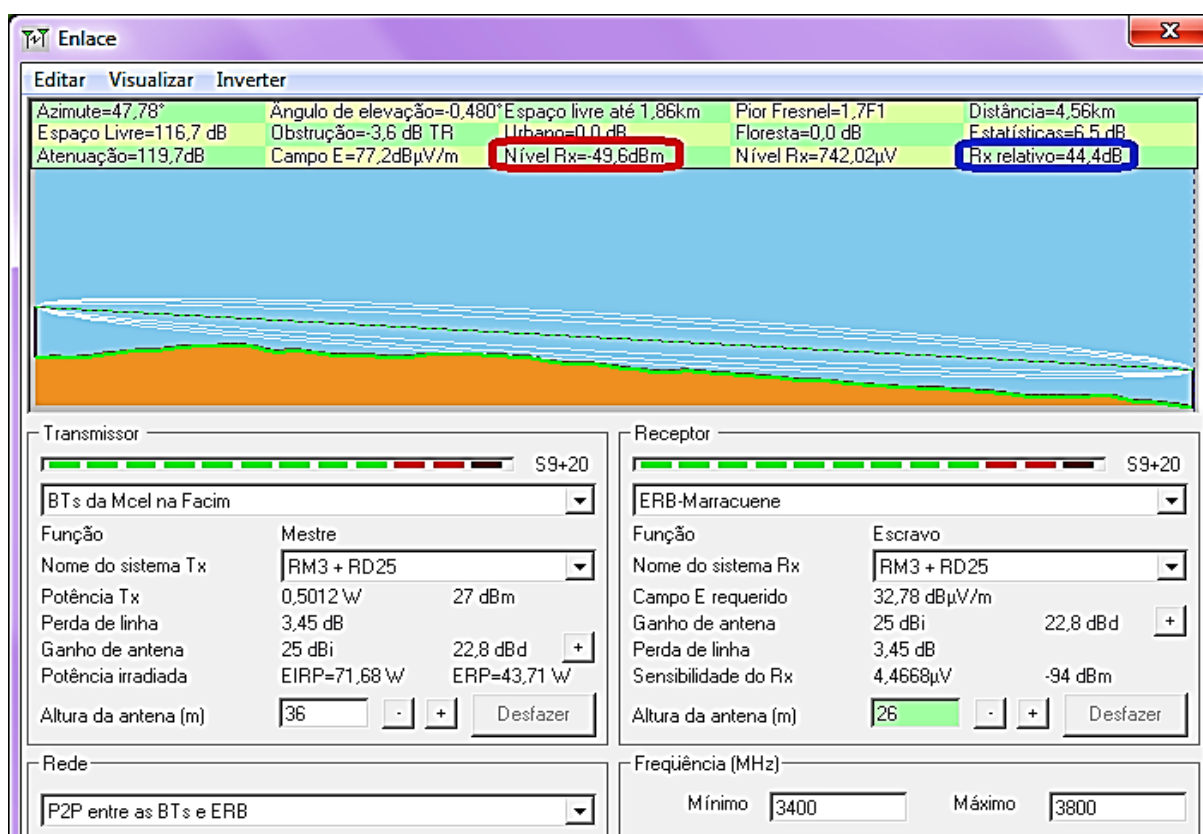 Enlace
Editar Visualizar Inverter
Azimute=47,78° Ângulo de elevação=-0,480° Espaço livre até 1,86km Pior Fresnel=1,7F1 Distância=4,56km
Espaço Livre=116,7 dB Obstrução=-3,6 dB TR Urbano=0,0 dB Floresta=0,0 dB Estatísticas=6,5 dB
Atenuação=119,7dB Campo E=77,2dBµV/m Nível Rx=-49,6dBm Nível Rx=742,02µV Rx relativo=44,4dB
Transmissor
S9+20
BTs da Mcel na Facim
Função Mestre
Nome do sistema Tx RM3 + RD25
Potência Tx 0,5012 W 27 dBm
Perda de linha 3,45 dB
Ganho de antena 25 dBi 22,8 dBd +
Potência irradiada EIRP=71,68 W ERP=43,71 W
Altura da antena (m) 36 - + Desfazer
Receptor
S9+20
ERB-Marracuene
Função Escravo
Nome do sistema Rx RM3 + RD25
Campo E requerido 32,78 dBµV/m
Ganho de antena 25 dBi 22,8 dBd +
Perda de linha 3,45 dB
Sensibilidade do Rx 4,4668µV -94 dBm
Altura da antena (m) 26 - + Desfazer
Rede
P2P entre as BTs e ERB
Freqüência (MHz)
Mínimo 3400 Máximo 3800